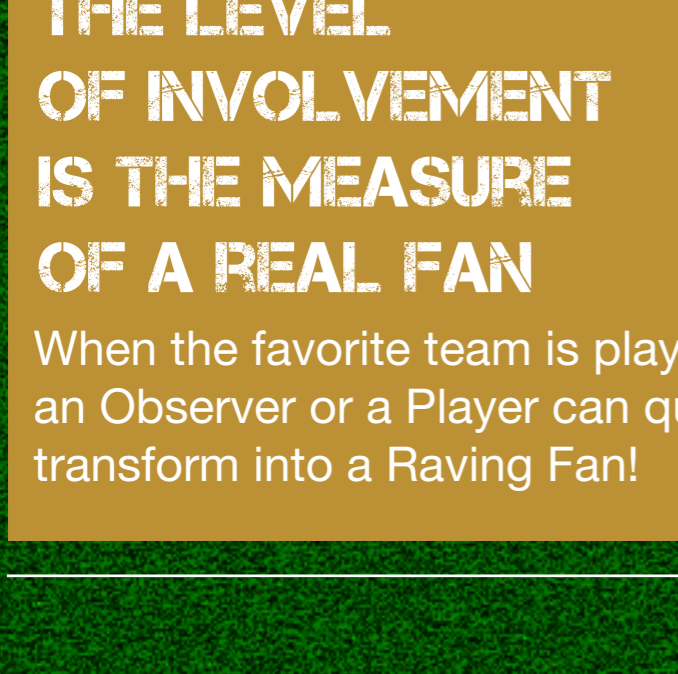 THE LEVEL
OF INVOLVEMENT
IS THE MEASURE
OF A REAL FAN
When the favorite team is play
an Observer or a Player can qu
transform into a Raving Fan!